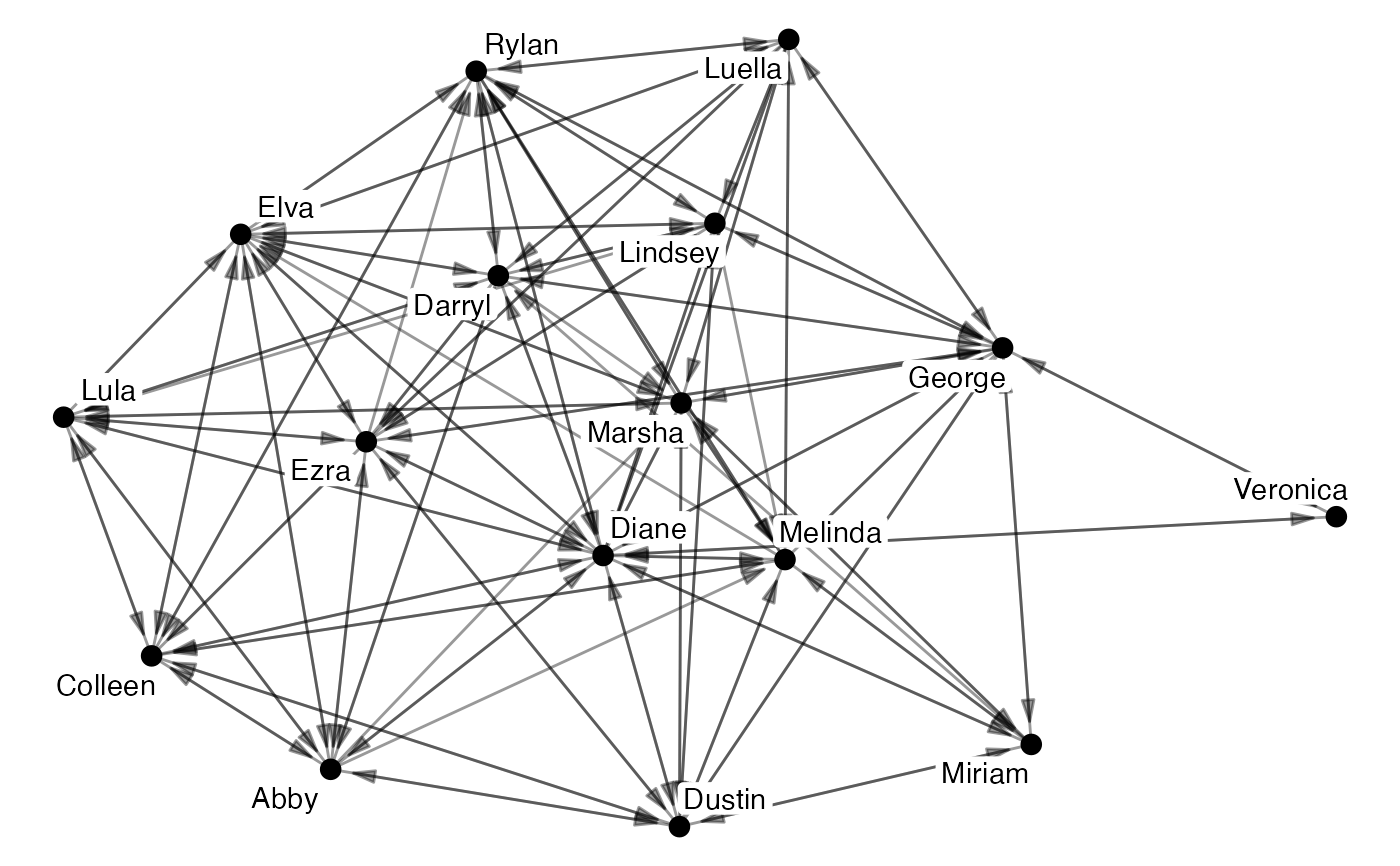 Rylan
Luella
Elva
Lindsey
Darryl
George
Lula
Marsha
Ezra
Veronica
Diane
Melinda
Colleen
Miriam
Abby
Dustin